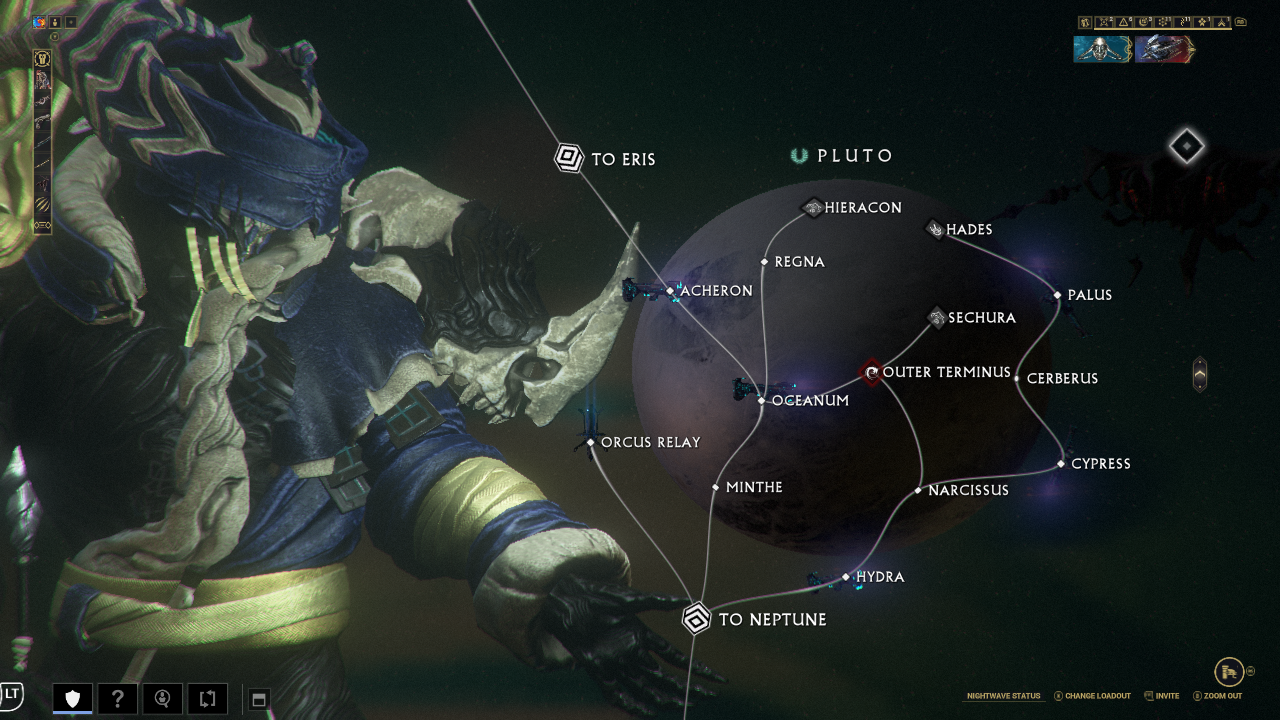 TO ERIS
PLUTO
HIERACON
HADES
REGNA
ACHERON
PALUS
SECHURA
OUTER TERMINUS
CERBERUS
OCEANUM
ORCUS RELAY
CYPRESS
MINTHE
NARCISSUS
HYDRA
TO NEPTUNE
LT
?
NIGHTWAVE STATUS
CHANGE LOADOUT
INVITE
ZOOM OUT